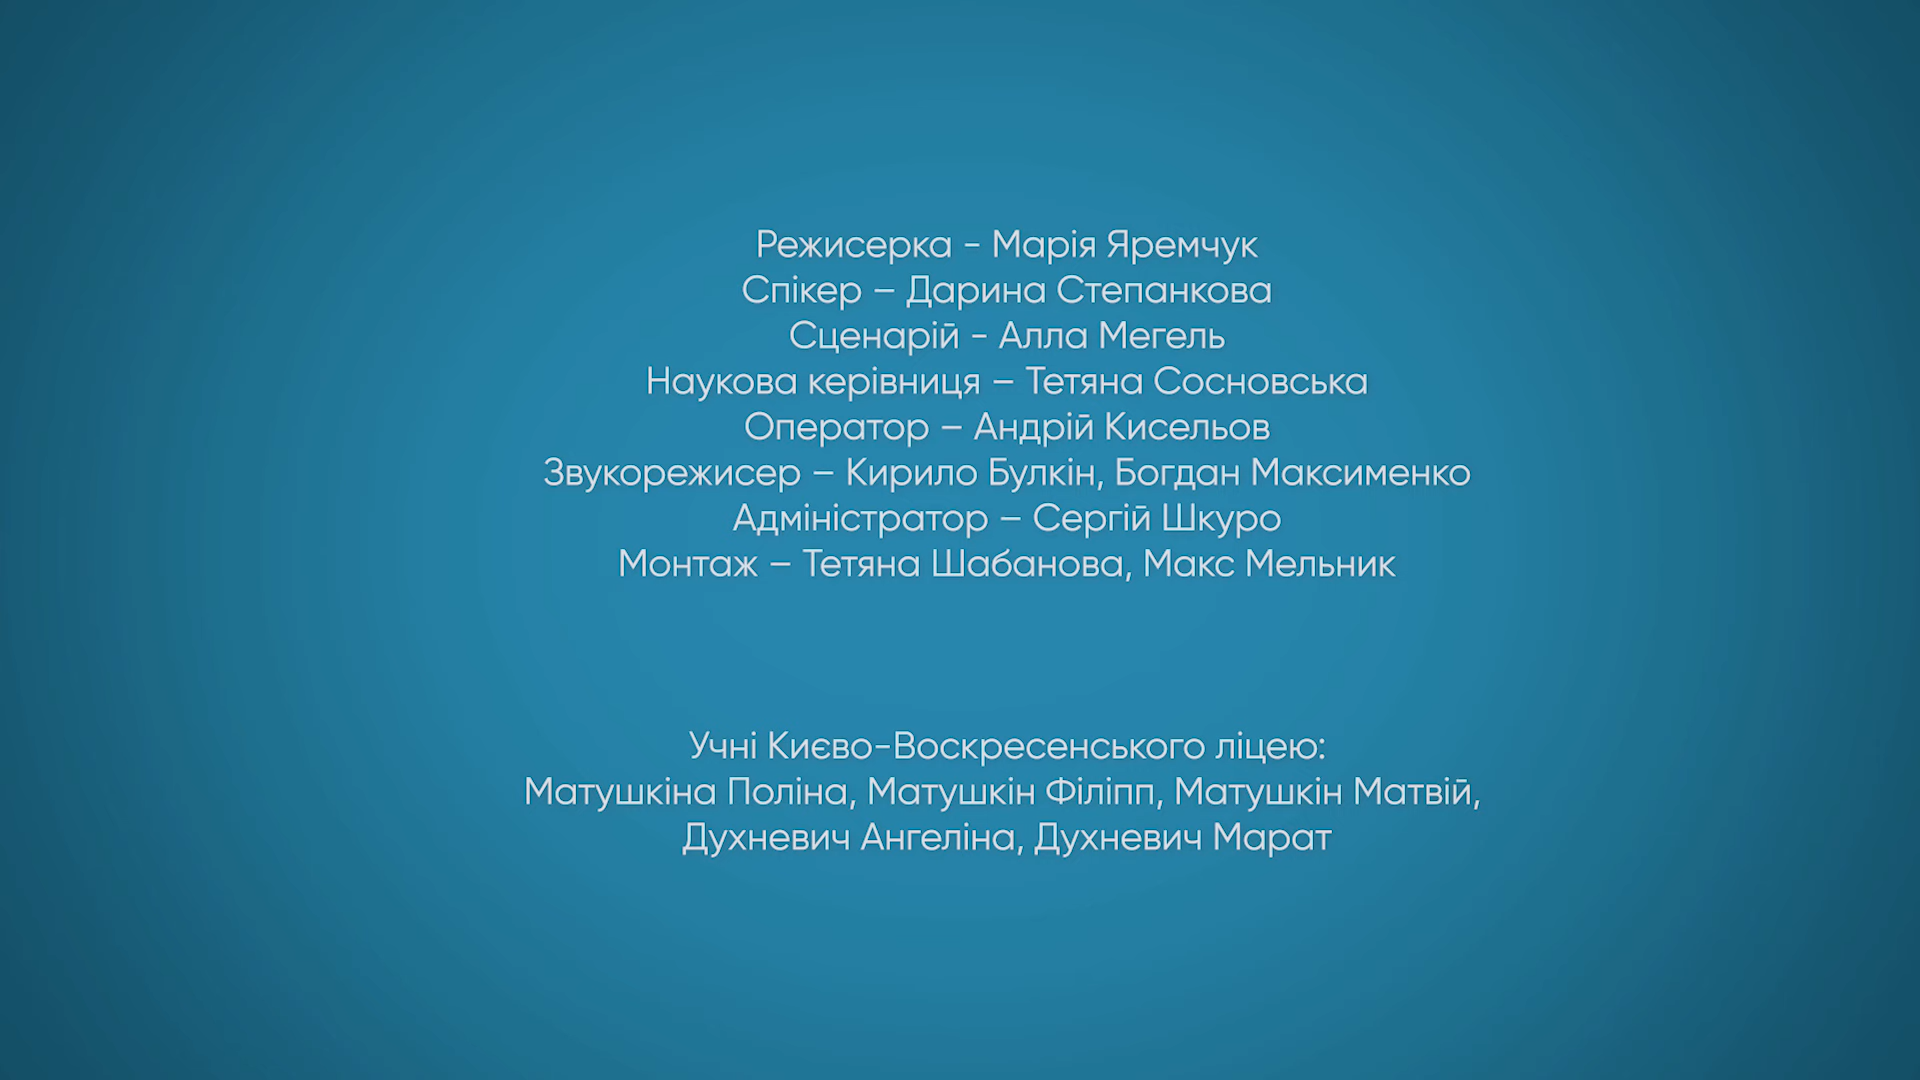 Режисерка - Марія Яремчук
Спікер – Дарина Степанкова
Сценарій - Алла Мегель
Наукова керівниця – Тетяна Сосновська
Оператор – Андрій Кисельов
Звукорежисер – Кирило Булкін, Богдан Максименко
Адміністратор – Сергій Шкуро
Монтаж – Тетяна Шабанова, Макс Мельник
Учні Києво-Воскресенського ліцею:
Матушкіна Поліна, Матушкін Філіпп, Матушкін Матвій,
Духневич Ангеліна, Духневич Марат